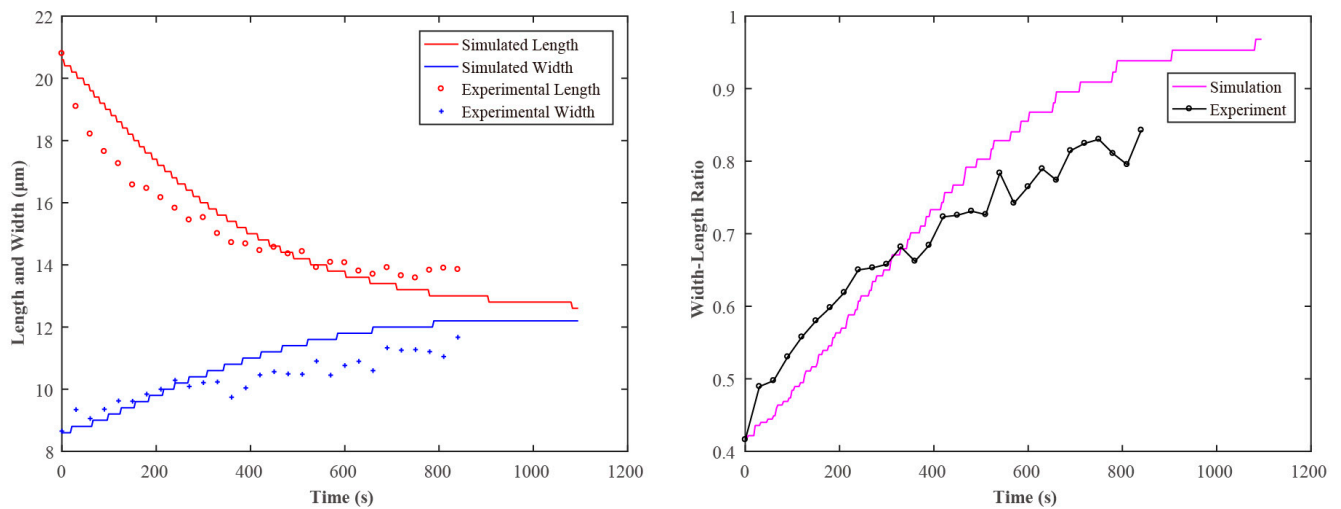 22
20
18
16
14
12
10
8
Length and Width (μm)
0
200
400
600
800
1000
1200
Time (s)
Simulated Length
Simulated Width
Experimental Length
Experimental Width
1
0.9
0.8
0.7
0.6
0.5
0.4
Width-Length Ratio
0
200
400
600
800
1000
1200
Time (s)
Simulation
Experiment